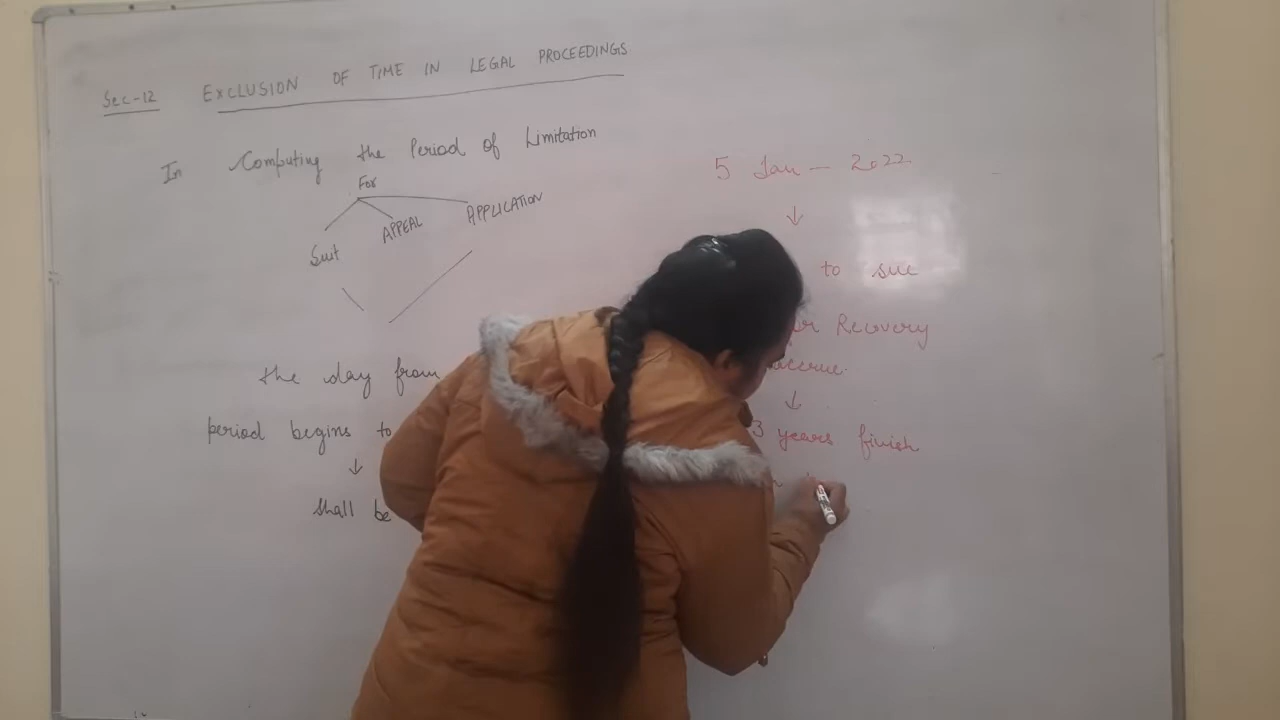 Sec-12 EXCLUSION OF TIME IN LEGAL PROCEEDINGS
In Computing the Period of Limitation
For
Suit APPEAL APPLICATION
the day from
period begins to
↓
shall be
5 Jan - 2022
↓
to sue
Recovery
accrue.
↓
3 years finish